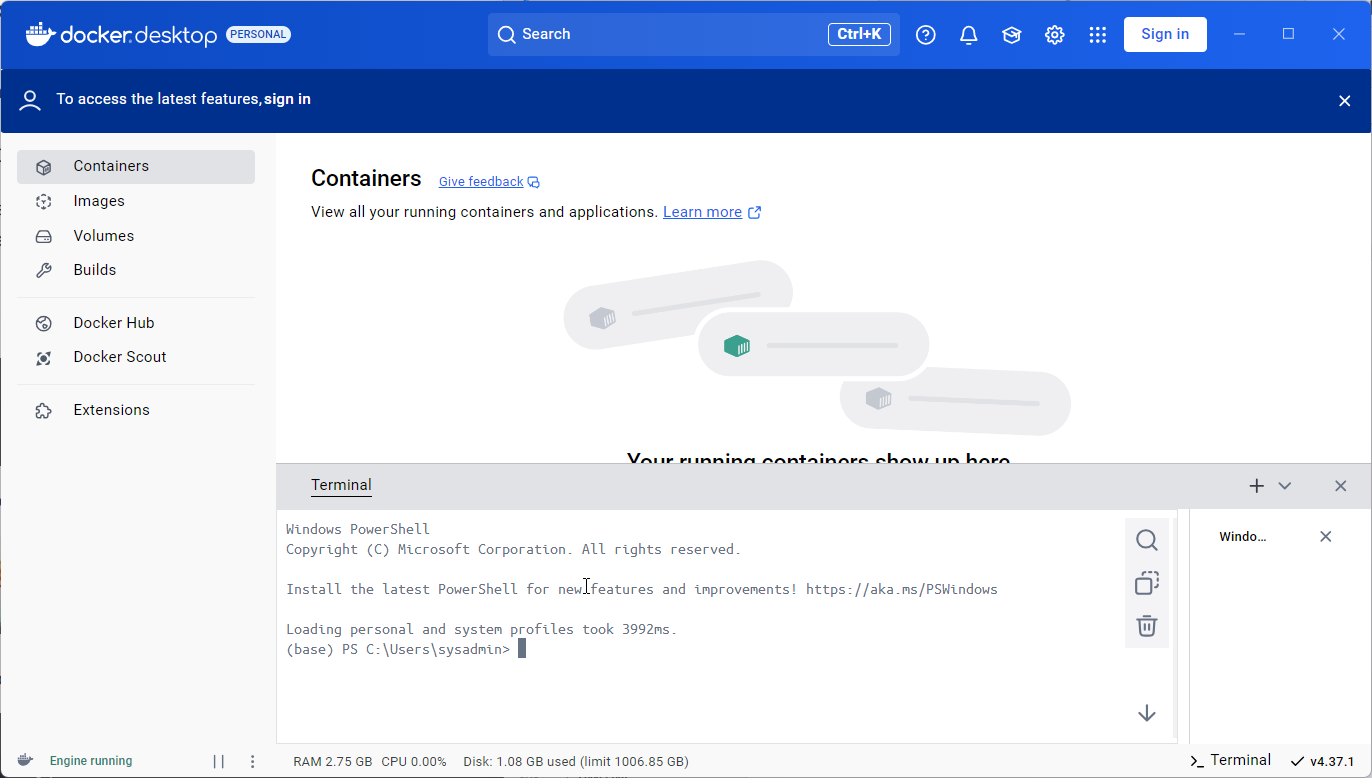 docker.desktop PERSONAL
Search Ctrl+K
Sign in
To access the latest features, sign in
Containers
Images
Volumes
Builds
Docker Hub
Docker Scout
Extensions
Containers Give feedback
View all your running containers and applications. Learn more
Your running containers show up here
Terminal
Windows PowerShell
Copyright (C) Microsoft Corporation. All rights reserved.
Install the latest PowerShell for new features and improvements! https://aka.ms/PSWindows
Loading personal and system profiles took 3992ms.
(base) PS C:\Users\sysadmin>
Windo...
Engine running
RAM 2.75 GB CPU 0.00% Disk: 1.08 GB used (limit 1006.85 GB)
Terminal
v4.37.1